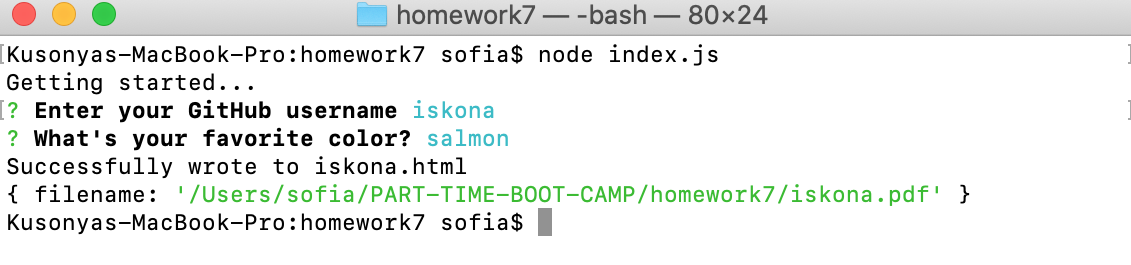 homework7 — -bash — 80×24
Kusonyas-MacBook-Pro:homework7 sofia$ node index.js
Getting started...
? Enter your GitHub username iskona
? What's your favorite color? salmon
Successfully wrote to iskona.html
{ filename: '/Users/sofia/PART-TIME-BOOT-CAMP/homework7/iskona.pdf' }
Kusonyas-MacBook-Pro:homework7 sofia$